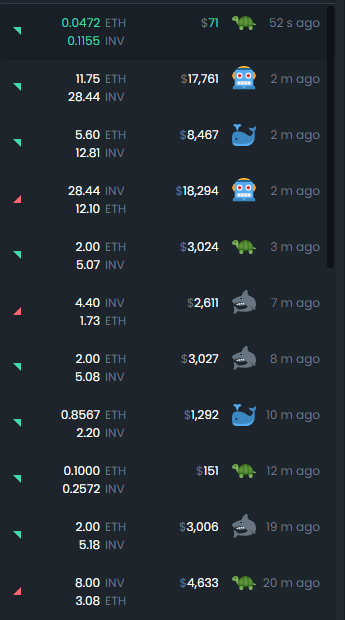 0.0472 ETH $71 52 s ago
0.1155 INV
11.75 ETH $17,761 2 m ago
28.44 INV
5.60 ETH $8,467 2 m ago
12.81 INV
28.44 INV $18,294 2 m ago
12.10 ETH
2.00 ETH $3,024 3 m ago
5.07 INV
4.40 INV $2,611 7 m ago
1.73 ETH
2.00 ETH $3,027 8 m ago
5.08 INV
0.8567 ETH $1,292 10 m ago
2.20 INV
0.1000 ETH $151 12 m ago
0.2572 INV
2.00 ETH $3,006 19 m ago
5.18 INV
8.00 INV $4,633 20 m ago
3.08 ETH